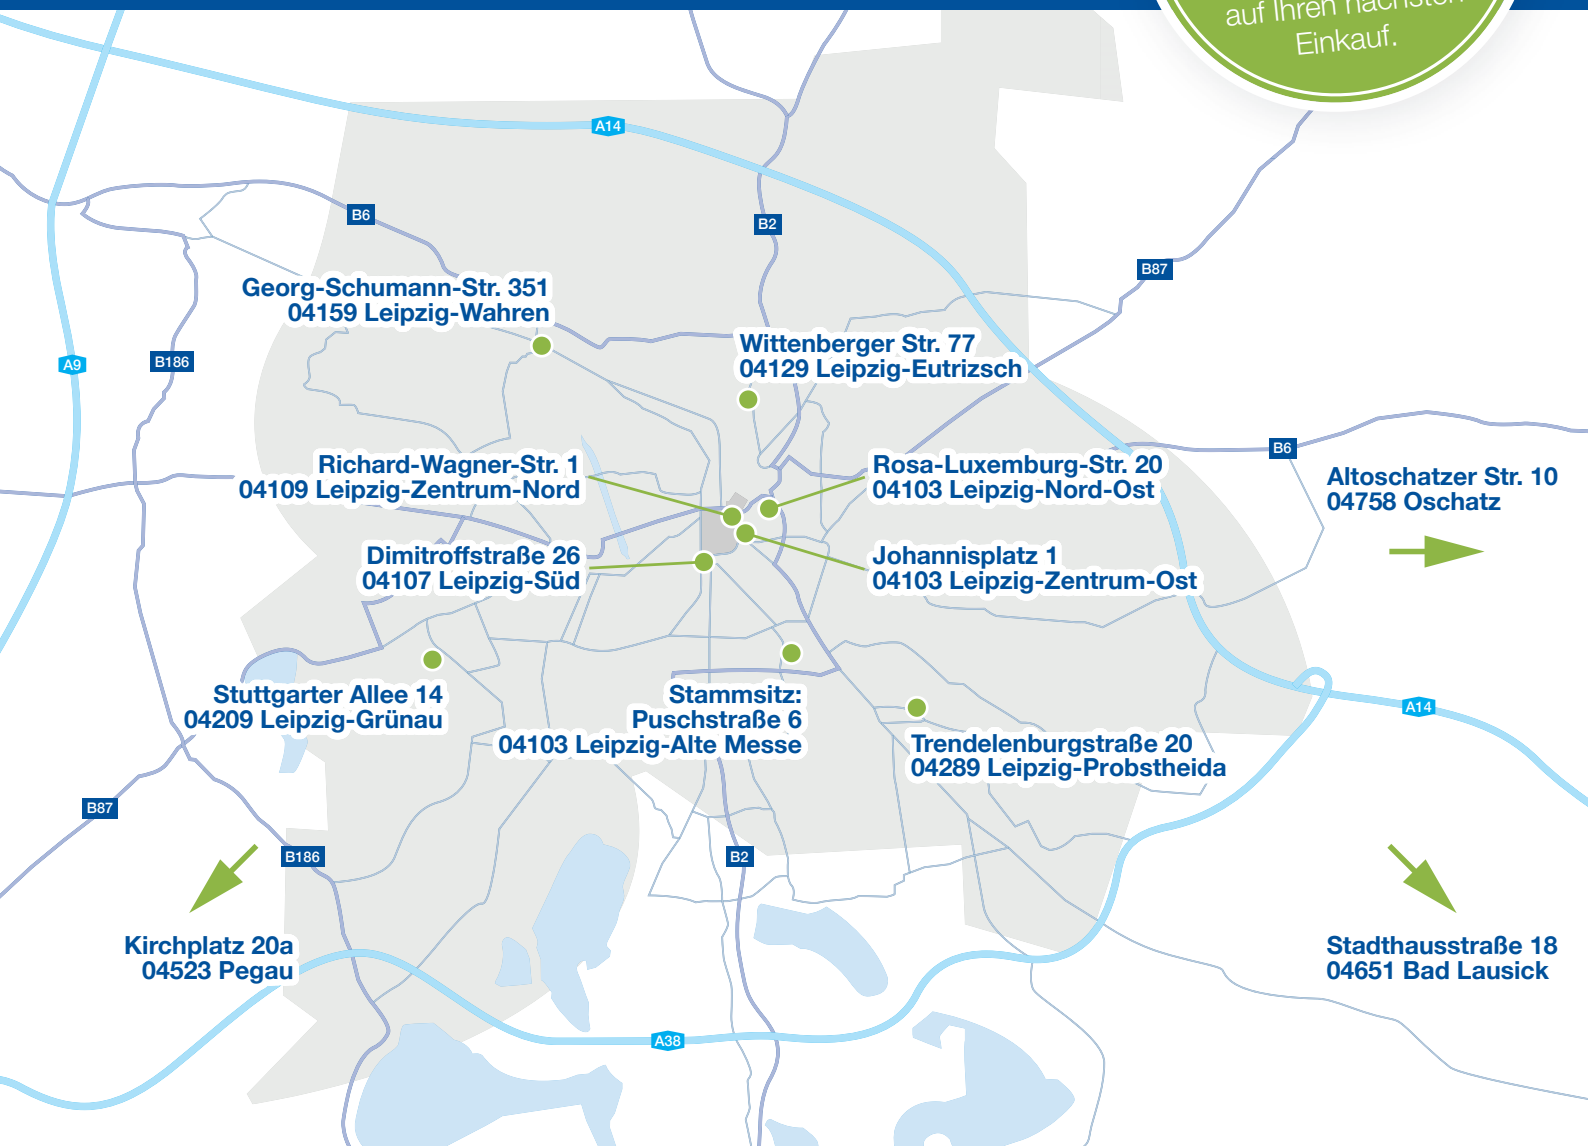 auf Ihren nächsten
Einkauf.
A14
B6
B2
B87
Georg-Schumann-Str. 351
04159 Leipzig-Wahren
A9
B186
Wittenberger Str. 77
04129 Leipzig-Eutrizsch
B6
Richard-Wagner-Str. 1
04109 Leipzig-Zentrum-Nord
Rosa-Luxemburg-Str. 20
04103 Leipzig-Nord-Ost
Altoschatzer Str. 10
04758 Oschatz
Dimitroffstraße 26
04107 Leipzig-Süd
Johannisplatz 1
04103 Leipzig-Zentrum-Ost
Stuttgarter Allee 14
04209 Leipzig-Grünau
Stammsitz:
Puschstraße 6
04103 Leipzig-Alte Messe
A14
Trendelenburgstraße 20
04289 Leipzig-Probstheida
B87
B186
B2
Kirchplatz 20a
04523 Pegau
Stadthausstraße 18
04651 Bad Lausick
A38